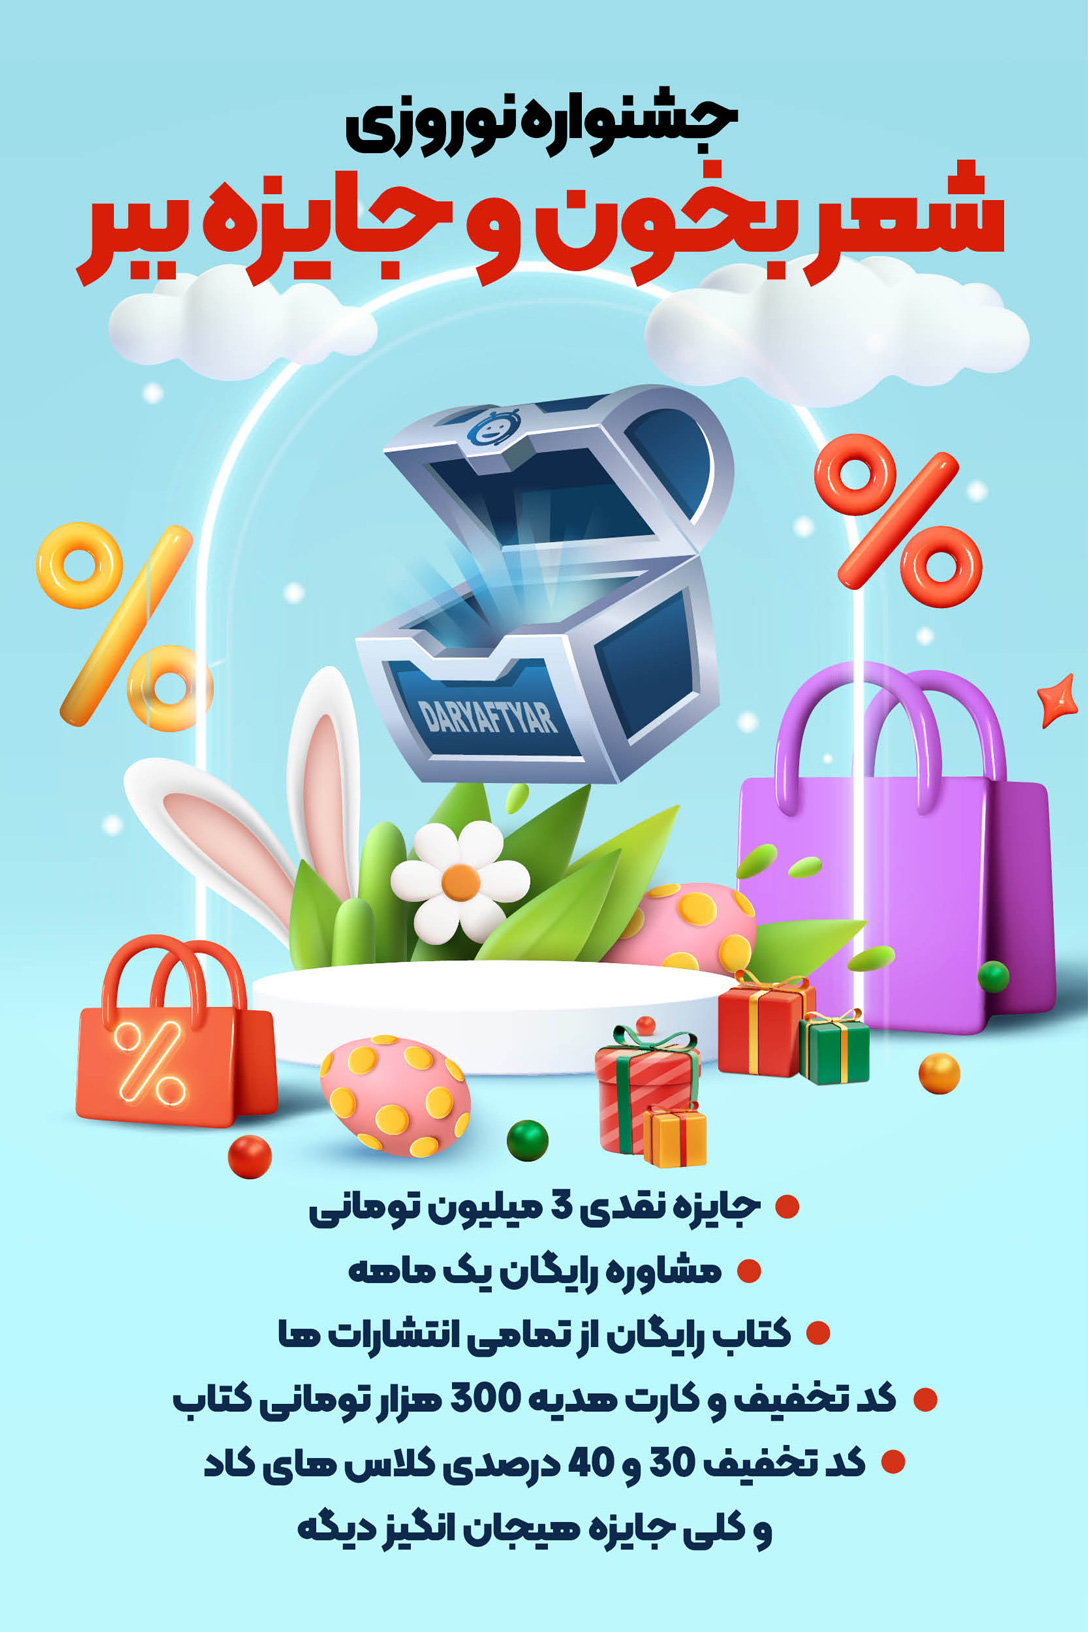 جشنواره نوروزی
شعر بخون و جایزه ببر
DARYAFTYAR
جایزه نقدی 3 میلیون تومانی
مشاوره رایگان یک ماهه
کتاب رایگان از تمامی انتشارات ها
کد تخفیف و کارت هدیه 300 هزار تومانی کتاب
کد تخفیف 30 و 40 درصدی کلاس های کاد
و کلی جایزه هیجان انگیز دیگه